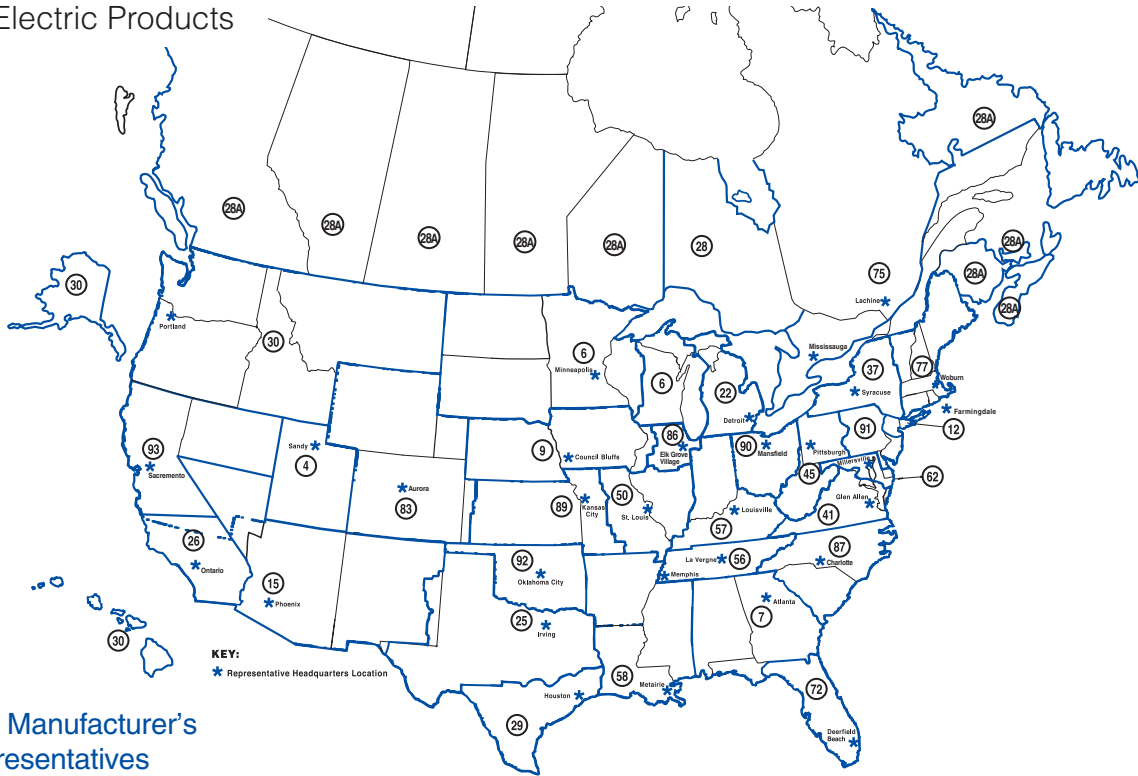 Electric Products
28A
28A
28A
28A
28A
28A
28
28A
28A
28A
75
Lachine
30
Portland
30
6
Minneapolis
6
22
Detroit
Mississauga
37
Syracuse
77
Woburn
Farmingdale
12
93
Sacremento
Sandy
4
9
Council Bluffs
86
Elk Grove
Village
90
Mansfield
Pittsburgh
91
Millersville
62
45
Aurora
83
89
Kansas
City
50
St. Louis
Louisville
57
Glen Allen
41
26
Ontario
15
Phoenix
92
Oklahoma City
La Vergne
56
Memphis
87
Charlotte
25
Irving
Atlanta
7
30
KEY:
* Representative Headquarters Location
58
Metairie
Houston
29
72
Deerfield
Beach
Manufacturer's
resentatives